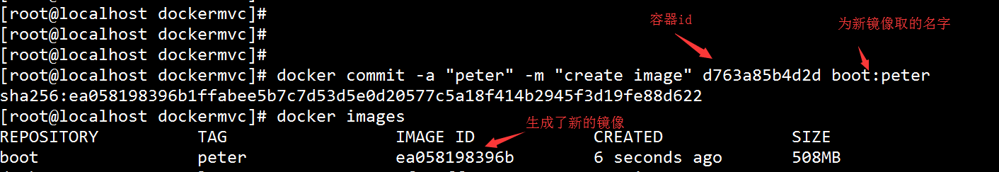 [root@localhost dockermvc]#
[root@localhost dockermvc]#
容器id
为新镜像取的名字
[root@localhost dockermvc]#
[root@localhost dockermvc]# docker commit -a "peter" -m "create image" d763a85b4d2d boot:peter
sha256:ea058198396b1ffabee5b7c7d53d5e0d20577c5a18f414b2945f3d19fe88d622
[root@localhost dockermvc]# docker images
生成了新的镜像
REPOSITORY TAG IMAGE ID CREATED SIZE
boot peter ea058198396b 6 seconds ago 508MB